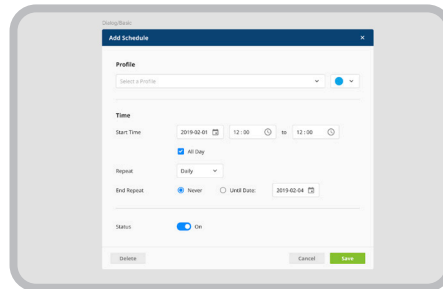 Dialog/Basic
Add Schedule
Profile
Select a Profile
Time
Start Time 2019-02-01 12 : 00 to 12 : 00
All Day
Repeat Daily
End Repeat Never Until Date: 2019-02-04
Status On
Delete Cancel Save